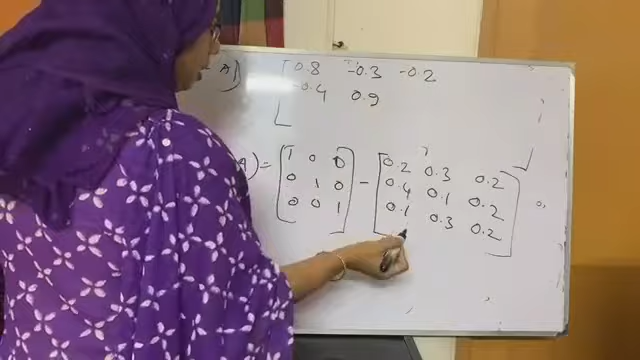 A) [0.8 -0.3 -0.2
-0.4 0.9
A) = [1 0 0] - [0.2 0.3 0.2]
0 1 0 0.4 0.1 0.2
0 0 1 0.1 0.3 0.2